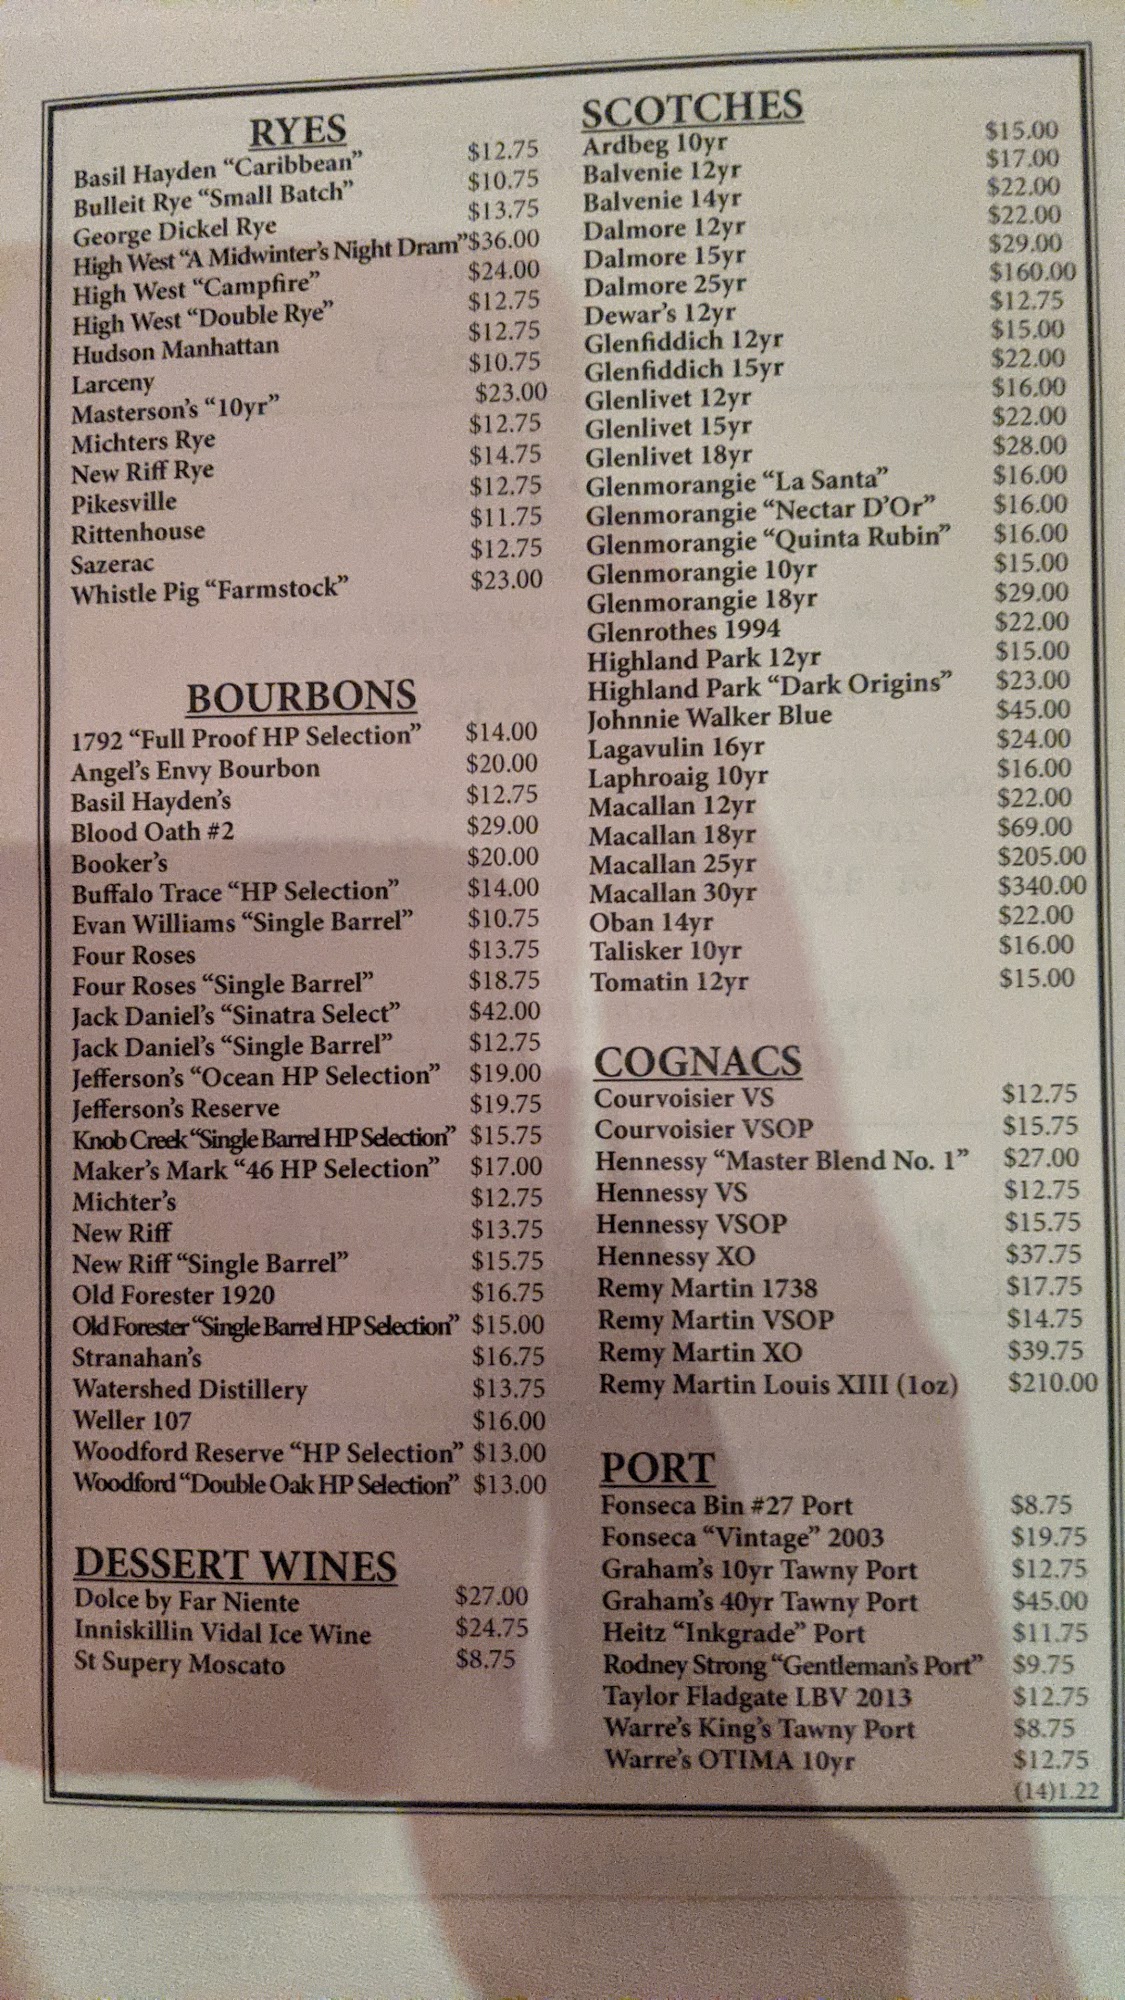 RYES
Basil Hayden “Caribbean” $12.75
Bulleit Rye “Small Batch” $10.75
George Dickel Rye $13.75
High West “A Midwinter’s Night Dram” $36.00
High West “Campfire” $24.00
High West “Double Rye” $12.75
Hudson Manhattan $12.75
Larceny $10.75
Masterson’s “10yr” $23.00
Michters Rye $12.75
New Riff Rye $14.75
Pikesville $12.75
Rittenhouse $11.75
Sazerac $12.75
Whistle Pig “Farmstock” $23.00
BOURBONS
1792 “Full Proof HP Selection” $14.00
Angel’s Envy Bourbon $20.00
Basil Hayden’s $12.75
Blood Oath #2 $29.00
Booker’s $20.00
Buffalo Trace “HP Selection” $14.00
Evan Williams “Single Barrel” $10.75
Four Roses $13.75
Four Roses “Single Barrel” $18.75
Jack Daniel’s “Sinatra Select” $42.00
Jack Daniel’s “Single Barrel” $12.75
Jefferson’s “Ocean HP Selection” $19.00
Jefferson’s Reserve $19.75
Knob Creek “Single Barrel HP Selection” $15.75
Maker’s Mark “46 HP Selection” $17.00
Michter’s $12.75
New Riff $13.75
New Riff “Single Barrel” $15.75
Old Forester 1920 $16.75
Old Forester “Single Barrel HP Selection” $15.00
Stranahan’s $16.75
Watershed Distillery $13.75
Weller 107 $16.00
Woodford Reserve “HP Selection” $13.00
Woodford “Double Oak HP Selection” $13.00
DESSERT WINES
Dolce by Far Niente $27.00
Inniskillin Vidal Ice Wine $24.75
St Supery Moscato $8.75
SCOTCHES
Ardbeg 10yr $15.00
Balvenie 12yr $17.00
Balvenie 14yr $22.00
Dalmore 12yr $22.00
Dalmore 15yr $29.00
Dalmore 25yr $160.00
Dewar’s 12yr $12.75
Glenfiddich 12yr $15.00
Glenfiddich 15yr $22.00
Glenlivet 12yr $16.00
Glenlivet 15yr $22.00
Glenlivet 18yr $28.00
Glenmorangie “La Santa” $16.00
Glenmorangie “Nectar D’Or” $16.00
Glenmorangie “Quinta Rubin” $16.00
Glenmorangie 10yr $15.00
Glenmorangie 18yr $29.00
Glenrothes 1994 $22.00
Highland Park 12yr $15.00
Highland Park “Dark Origins” $23.00
Johnnie Walker Blue $45.00
Lagavulin 16yr $24.00
Laphroaig 10yr $16.00
Macallan 12yr $22.00
Macallan 18yr $69.00
Macallan 25yr $205.00
Macallan 30yr $340.00
Oban 14yr $22.00
Talisker 10yr $16.00
Tomatin 12yr $15.00
COGNACS
Courvoisier VS $12.75
Courvoisier VSOP $15.75
Hennessy “Master Blend No. 1” $27.00
Hennessy VS $12.75
Hennessy VSOP $15.75
Hennessy XO $37.75
Remy Martin 1738 $17.75
Remy Martin VSOP $14.75
Remy Martin XO $39.75
Remy Martin Louis XIII (1oz) $210.00
PORT
Fonseca Bin #27 Port $8.75
Fonseca “Vintage” 2003 $19.75
Graham’s 10yr Tawny Port $12.75
Graham’s 40yr Tawny Port $45.00
Heitz “Inkgrade” Port $11.75
Rodney Strong “Gentleman’s Port” $9.75
Taylor Fladgate LBV 2013 $12.75
Warre’s King’s Tawny Port $8.75
Warre’s OTIMA 10yr $12.75
(14)1.22